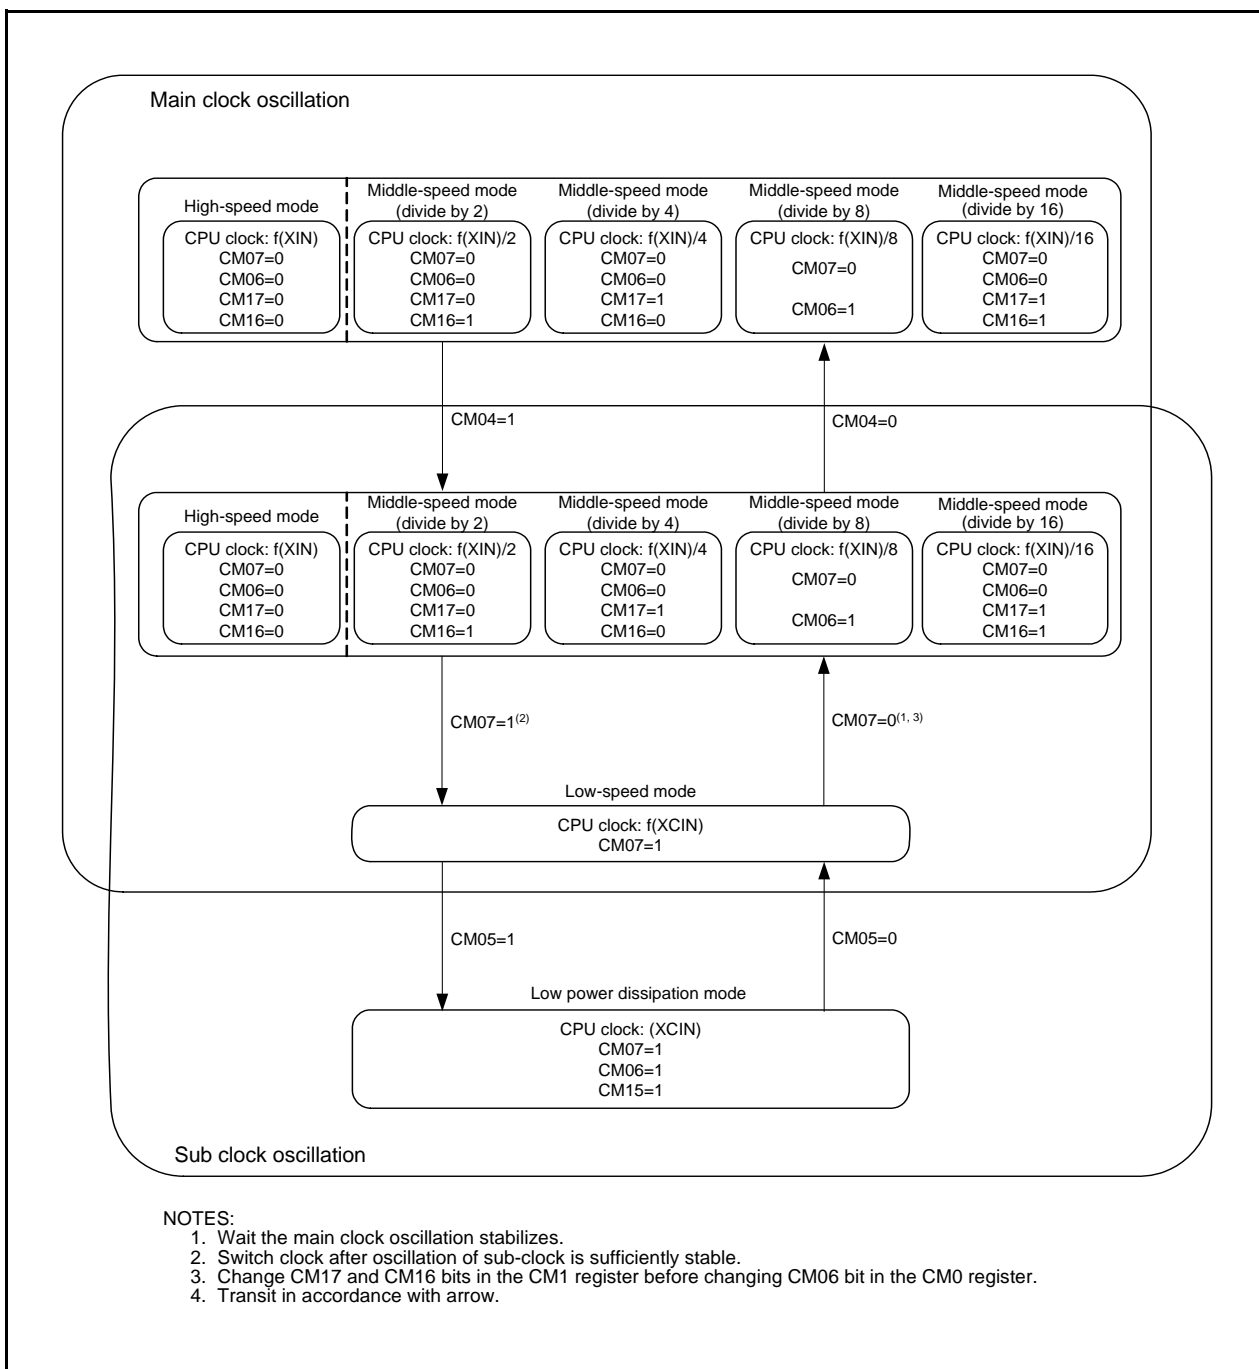 Main clock oscillation
High-speed mode
CPU clock: f(XIN)
CM07=0
CM06=0
CM17=0
CM16=0
Middle-speed mode
(divide by 2)
CPU clock: f(XIN)/2
CM07=0
CM06=0
CM17=0
CM16=1
Middle-speed mode
(divide by 4)
CPU clock: f(XIN)/4
CM07=0
CM06=0
CM17=1
CM16=0
Middle-speed mode
(divide by 8)
CPU clock: f(XIN)/8
CM07=0
CM06=1
Middle-speed mode
(divide by 16)
CPU clock: f(XIN)/16
CM07=0
CM06=0
CM17=1
CM16=1
CM04=1
CM04=0
High-speed mode
CPU clock: f(XIN)
CM07=0
CM06=0
CM17=0
CM16=0
Middle-speed mode
(divide by 2)
CPU clock: f(XIN)/2
CM07=0
CM06=0
CM17=0
CM16=1
Middle-speed mode
(divide by 4)
CPU clock: f(XIN)/4
CM07=0
CM06=0
CM17=1
CM16=0
Middle-speed mode
(divide by 8)
CPU clock: f(XIN)/8
CM07=0
CM06=1
Middle-speed mode
(divide by 16)
CPU clock: f(XIN)/16
CM07=0
CM06=0
CM17=1
CM16=1
CM07=1(2)
CM07=0(1, 3)
Low-speed mode
CPU clock: f(XCIN)
CM07=1
CM05=1
CM05=0
Low power dissipation mode
CPU clock: (XCIN)
CM07=1
CM06=1
CM15=1
Sub clock oscillation
NOTES:
1. Wait the main clock oscillation stabilizes.
2. Switch clock after oscillation of sub-clock is sufficiently stable.
3. Change CM17 and CM16 bits in the CM1 register before changing CM06 bit in the CM0 register.
4. Transit in accordance with arrow.